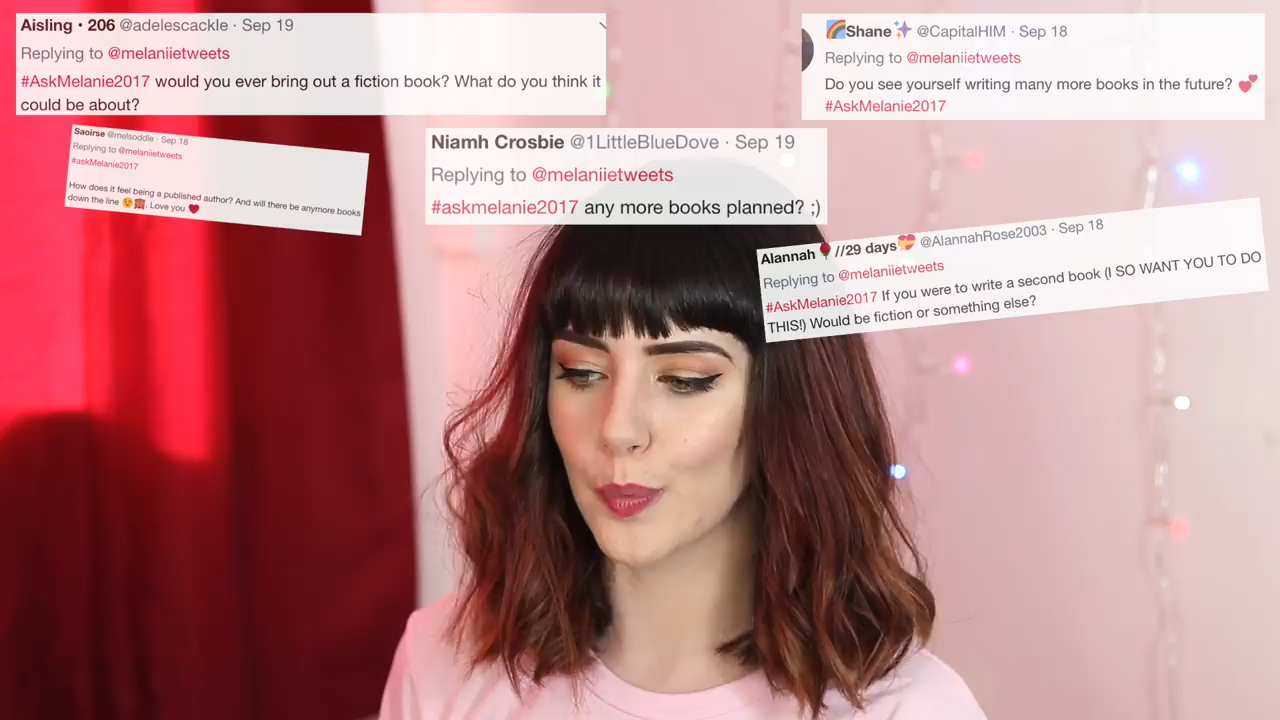 Aisling • 206 @adelescackle · Sep 19
Replying to @melaniietweets
#AskMelanie2017 would you ever bring out a fiction book? What do you think it
could be about?
🌈Shane ✨ @CapitalHIM · Sep 18
Replying to @melaniietweets
Do you see yourself writing many more books in the future? 💕
#AskMelanie2017
Saoirse @melsoddie · Sep 18
Replying to @melaniietweets
#askMelanie2017
How does it feel being a published author? And will there be anymore books
down the line 😯🙈. Love you ❤️
Niamh Crosbie @1LittleBlueDove · Sep 19
Replying to @melaniietweets
#askmelanie2017 any more books planned? ;)
Alannah🌹//29 days💝 @AlannahRose2003 · Sep 18
Replying to @melaniietweets
#AskMelanie2017 If you were to write a second book (I SO WANT YOU TO DO
THIS!) Would be fiction or something else?